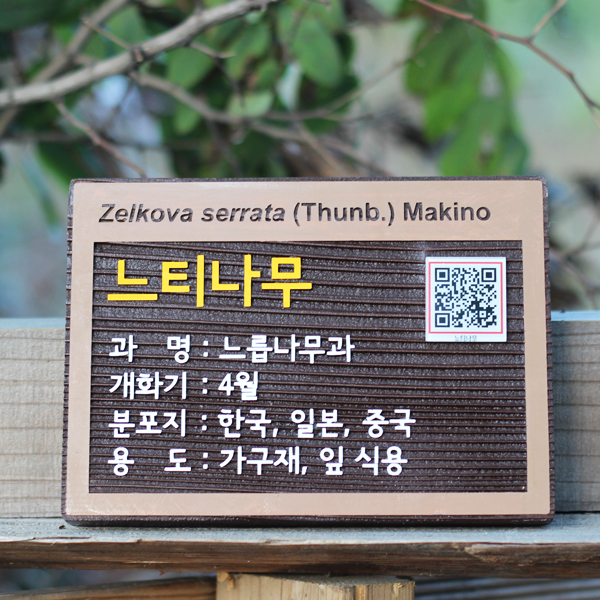 Zelkova serrata (Thunb.) Makino
느티나무
과 명 : 느릅나무과
개화기 : 4월
분포지 : 한국, 일본, 중국
용 도 : 가구재, 잎 식용